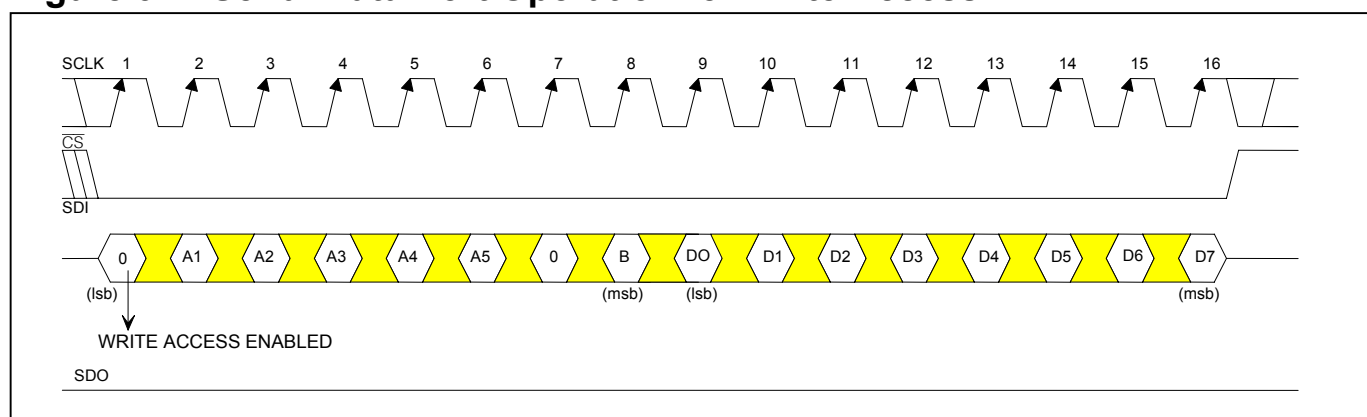 SCLK 1 2 3 4 5 6 7 8 9 10 11 12 13 14 15 16
CS
SDI
0 A1 A2 A3 A4 A5 0 B DO D1 D2 D3 D4 D5 D6 D7
(lsb) (msb) (lsb) (msb)
WRITE ACCESS ENABLED
SDO